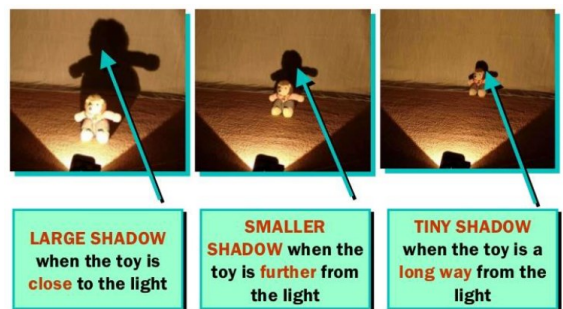 LARGE SHADOW
when the toy is
close to the light
SMALLER
SHADOW when the
toy is further from
the light
TINY SHADOW
when the toy is a
long way from the
light